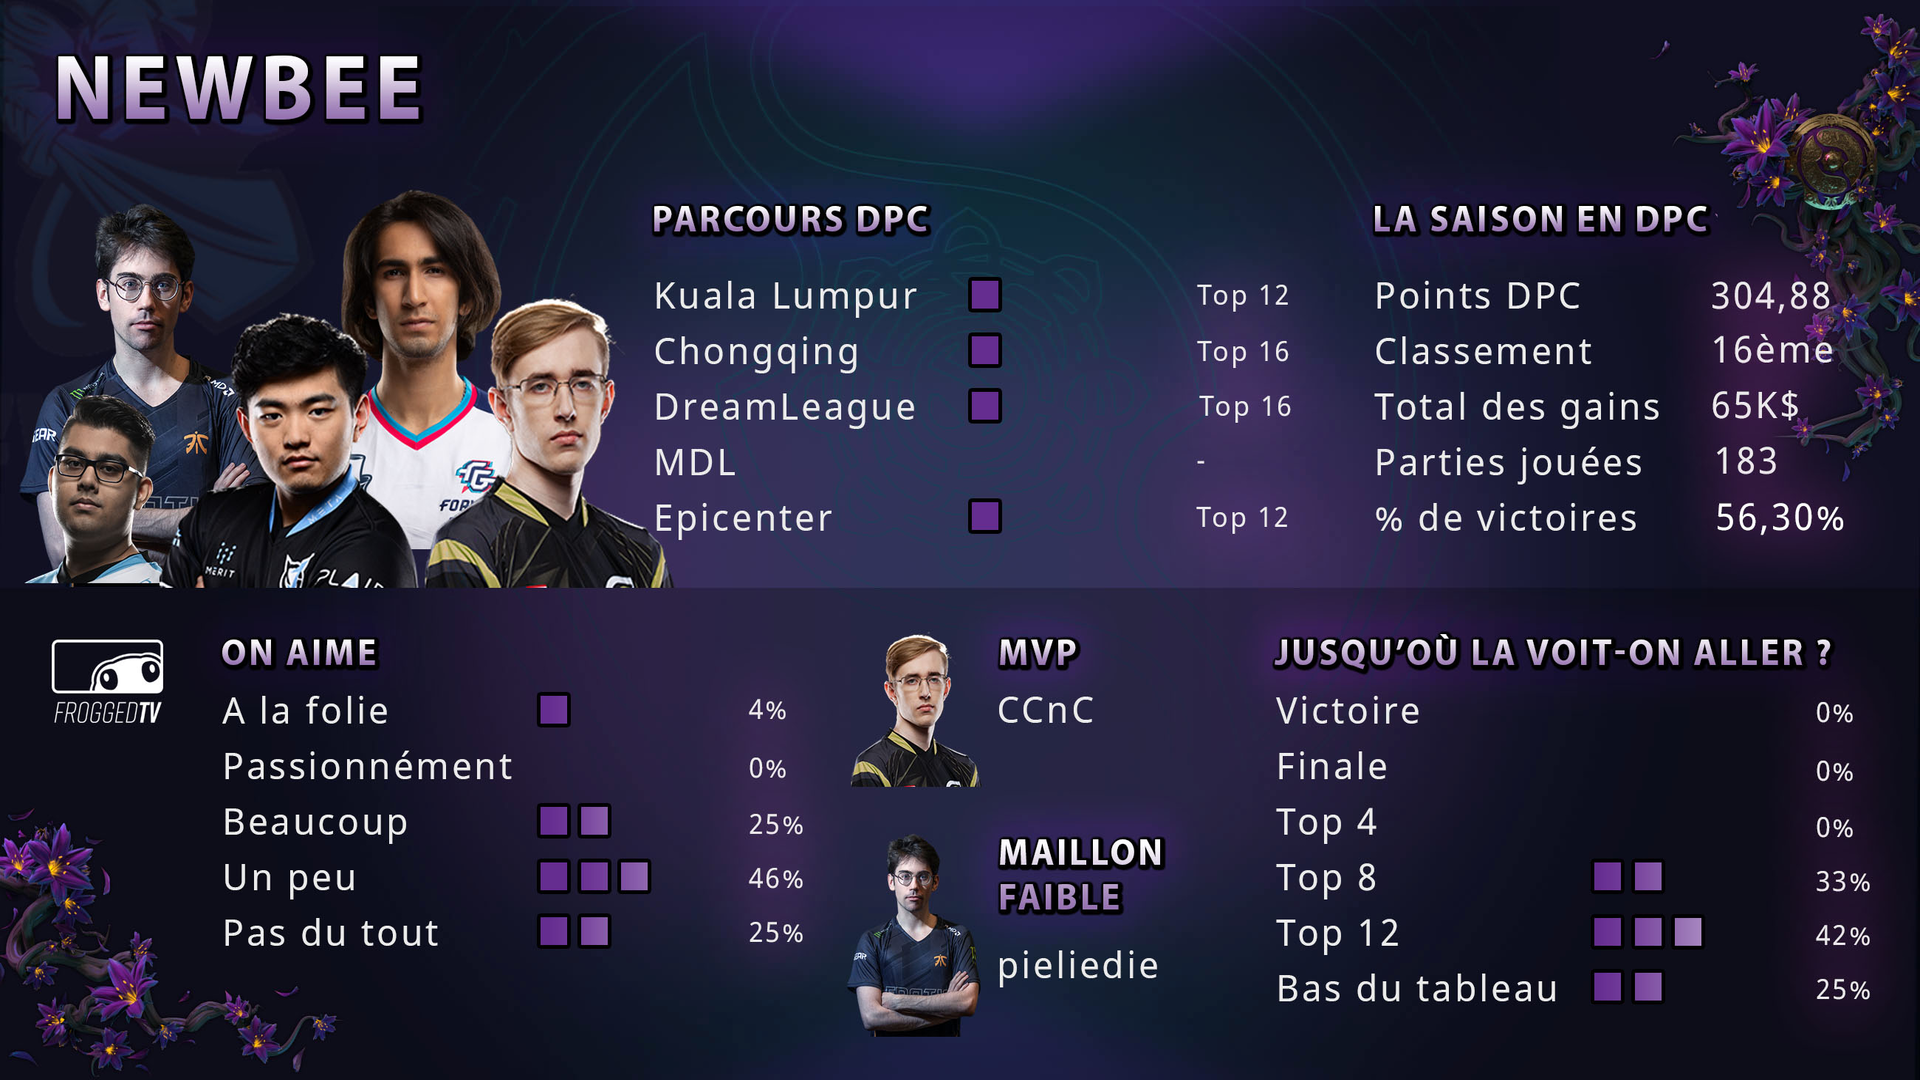 NEWBEE
PARCOURS DPC
Kuala Lumpur Top 12
Chongqing Top 16
DreamLeague Top 16
MDL -
Epicenter Top 12
LA SAISON EN DPC
Points DPC 304,88
Classement 16ème
Total des gains 65K$
Parties jouées 183
% de victoires 56,30%
FROGGEDTV
ON AIME
A la folie 4%
Passionnément 0%
Beaucoup 25%
Un peu 46%
Pas du tout 25%
MVP
CCnC
MAILLON
FAIBLE
pieliedie
JUSQU'OÙ LA VOIT-ON ALLER ?
Victoire 0%
Finale 0%
Top 4 0%
Top 8 33%
Top 12 42%
Bas du tableau 25%